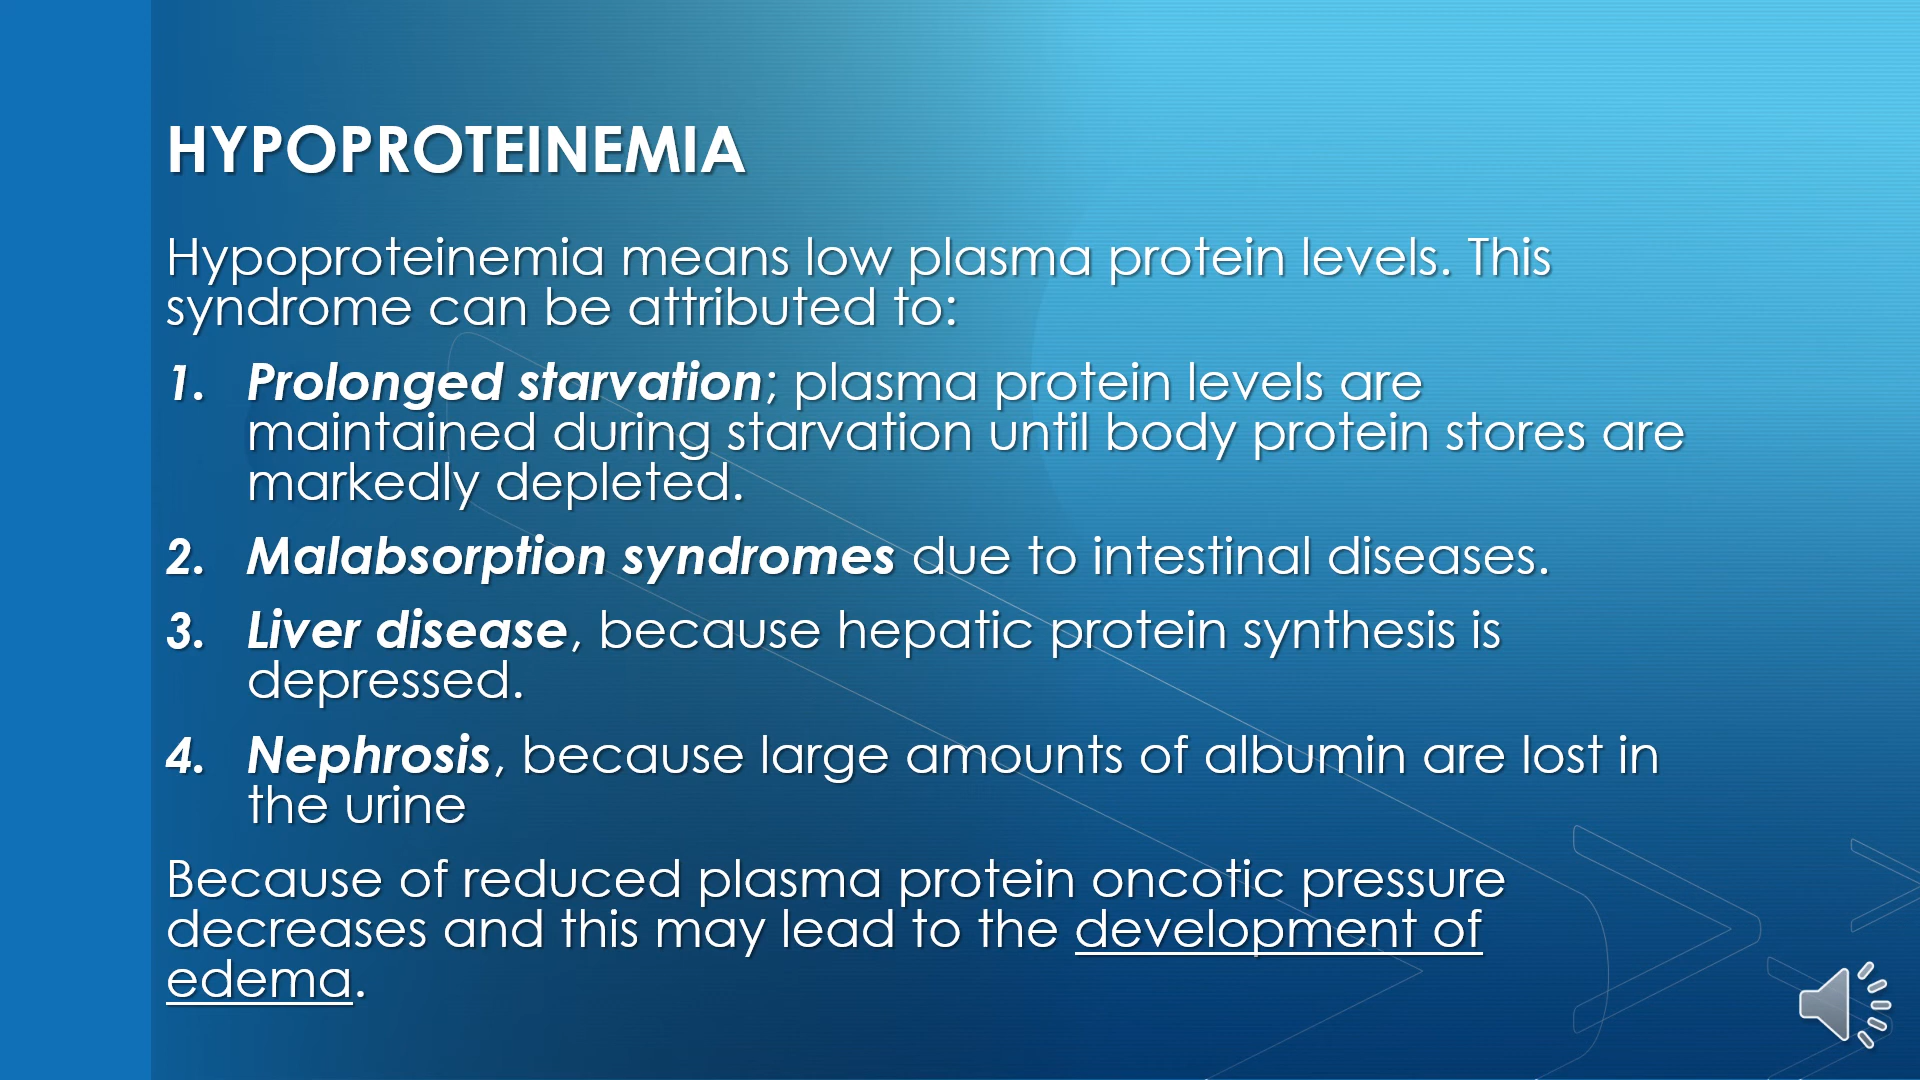 HYPOPROTEINEMIA
Hypoproteinemia means low plasma protein levels. This
syndrome can be attributed to:
1. Prolonged starvation; plasma protein levels are
maintained during starvation until body protein stores are
markedly depleted.
2. Malabsorption syndromes due to intestinal diseases.
3. Liver disease, because hepatic protein synthesis is
depressed.
4. Nephrosis, because large amounts of albumin are lost in
the urine
Because of reduced plasma protein oncotic pressure
decreases and this may lead to the development of
edema.